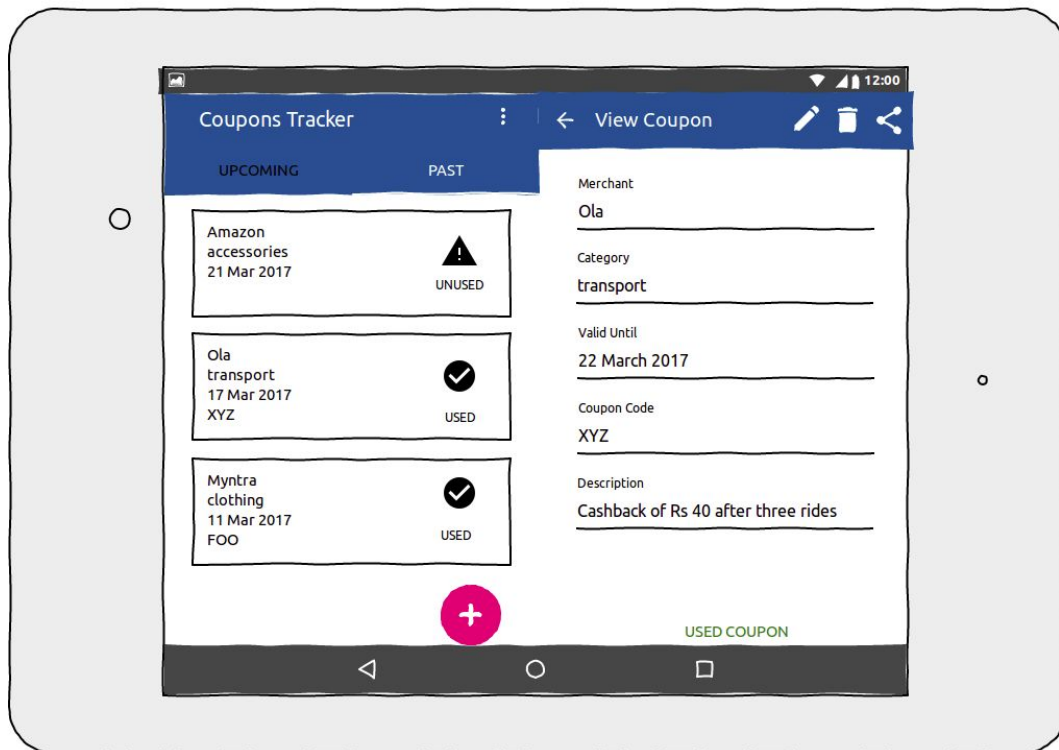 12:00
Coupons Tracker
UPCOMING
PAST
Amazon
accessories
21 Mar 2017
UNUSED
Ola
transport
17 Mar 2017
XYZ
USED
Myntra
clothing
11 Mar 2017
FOO
USED
View Coupon
Merchant
Ola
Category
transport
Valid Until
22 March 2017
Coupon Code
XYZ
Description
Cashback of Rs 40 after three rides
USED COUPON